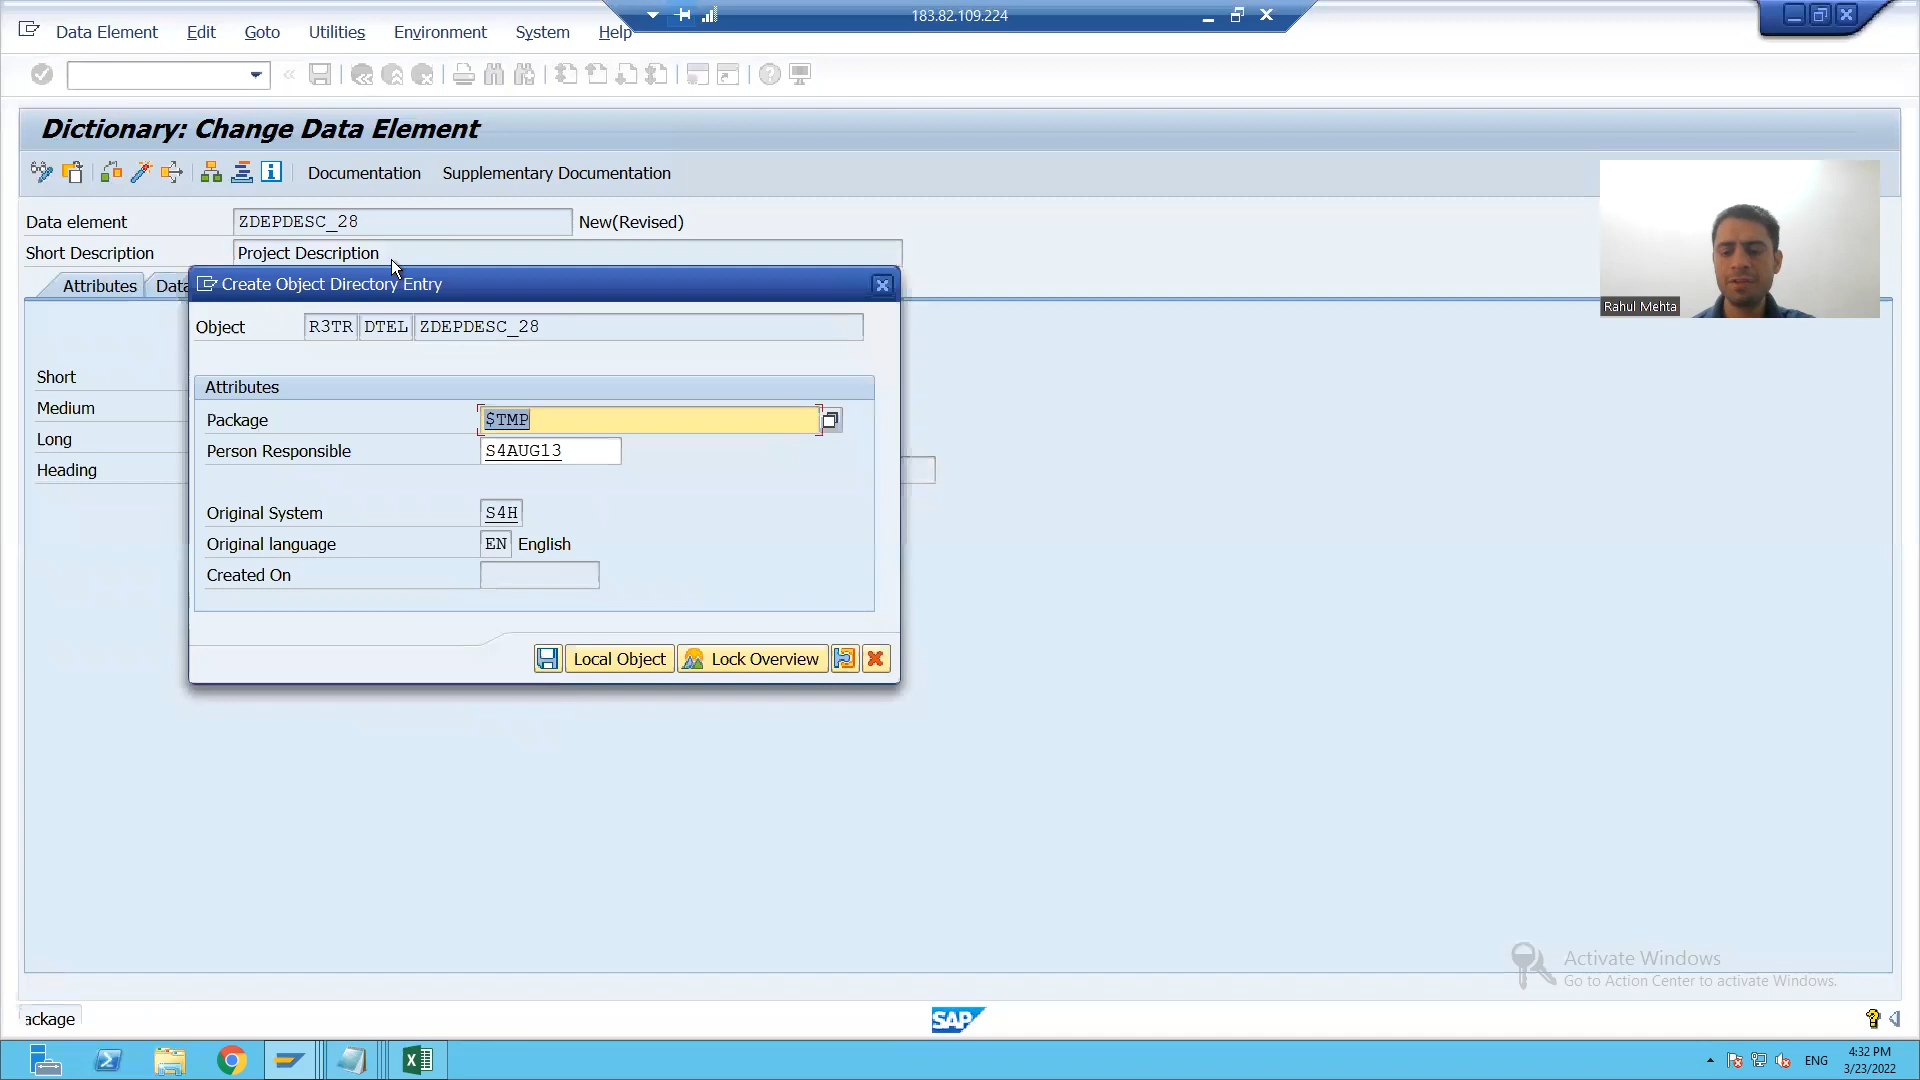 183.82.109.224
Data Element Edit Goto Utilities Environment System Help
Dictionary: Change Data Element
Documentation Supplementary Documentation
Data element ZDEPDESC_28 New(Revised)
Short Description Project Description
Attributes Data
Create Object Directory Entry
Object R3TR DTEL ZDEPDESC_28
Attributes
Short
Medium
Long
Heading
Package $TMP
Person Responsible S4AUG13
Original System S4H
Original language EN English
Created On
Local Object Lock Overview
Rahul Mehta
Activate Windows
Go to Action Center to activate Windows.
ackage
SAP
ENG
4:32 PM
3/23/2022